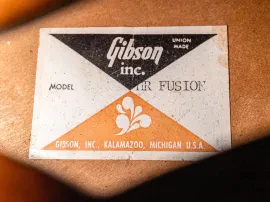 Gibson
inc.
UNION
MADE
MODEL HR FUSION
GIBSON, INC., KALAMAZOO, MICHIGAN U.S.A.